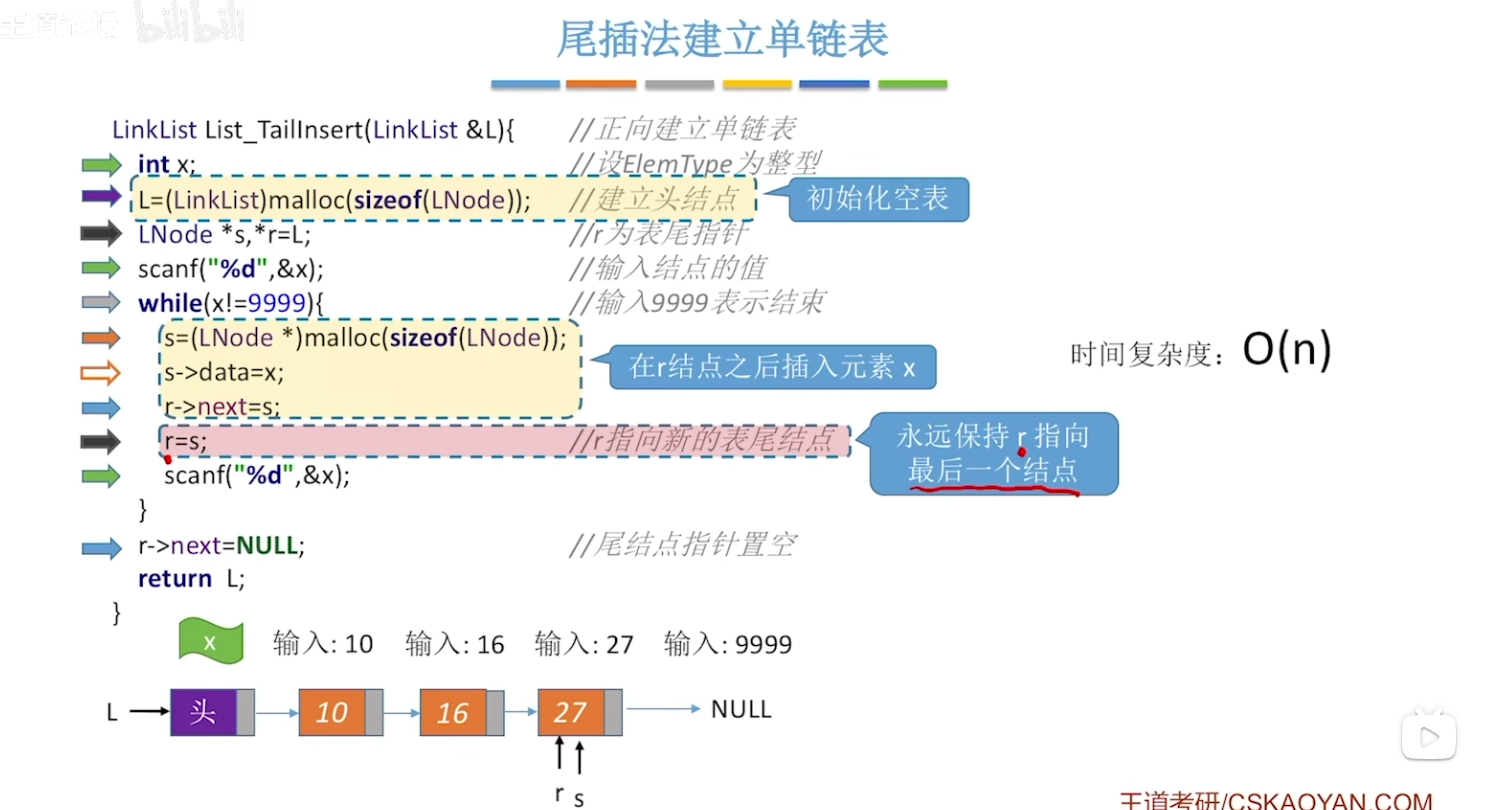 bilibili
尾插法建立单链表
LinkList List_TailInsert(LinkList &L){ //正向建立单链表
int x; //设ElemType为整型
L=(LinkList)malloc(sizeof(LNode)); //建立头结点
初始化空表
LNode *s,*r=L; //r为表尾指针
scanf("%d",&x); //输入结点的值
while(x!=9999){ //输入9999表示结束
s=(LNode *)malloc(sizeof(LNode));
s->data=x;
r->next=s;
在r结点之后插入元素 x
时间复杂度：O(n)
r=s; //r指向新的表尾结点
永远保持 r 指向
最后一个结点
scanf("%d",&x);
}
r->next=NULL; //尾结点指针置空
return L;
}
x 输入: 10 输入: 16 输入: 27 输入: 9999
L 头 10 16 27 NULL
r s
王道考研/CSKAOYAN.COM